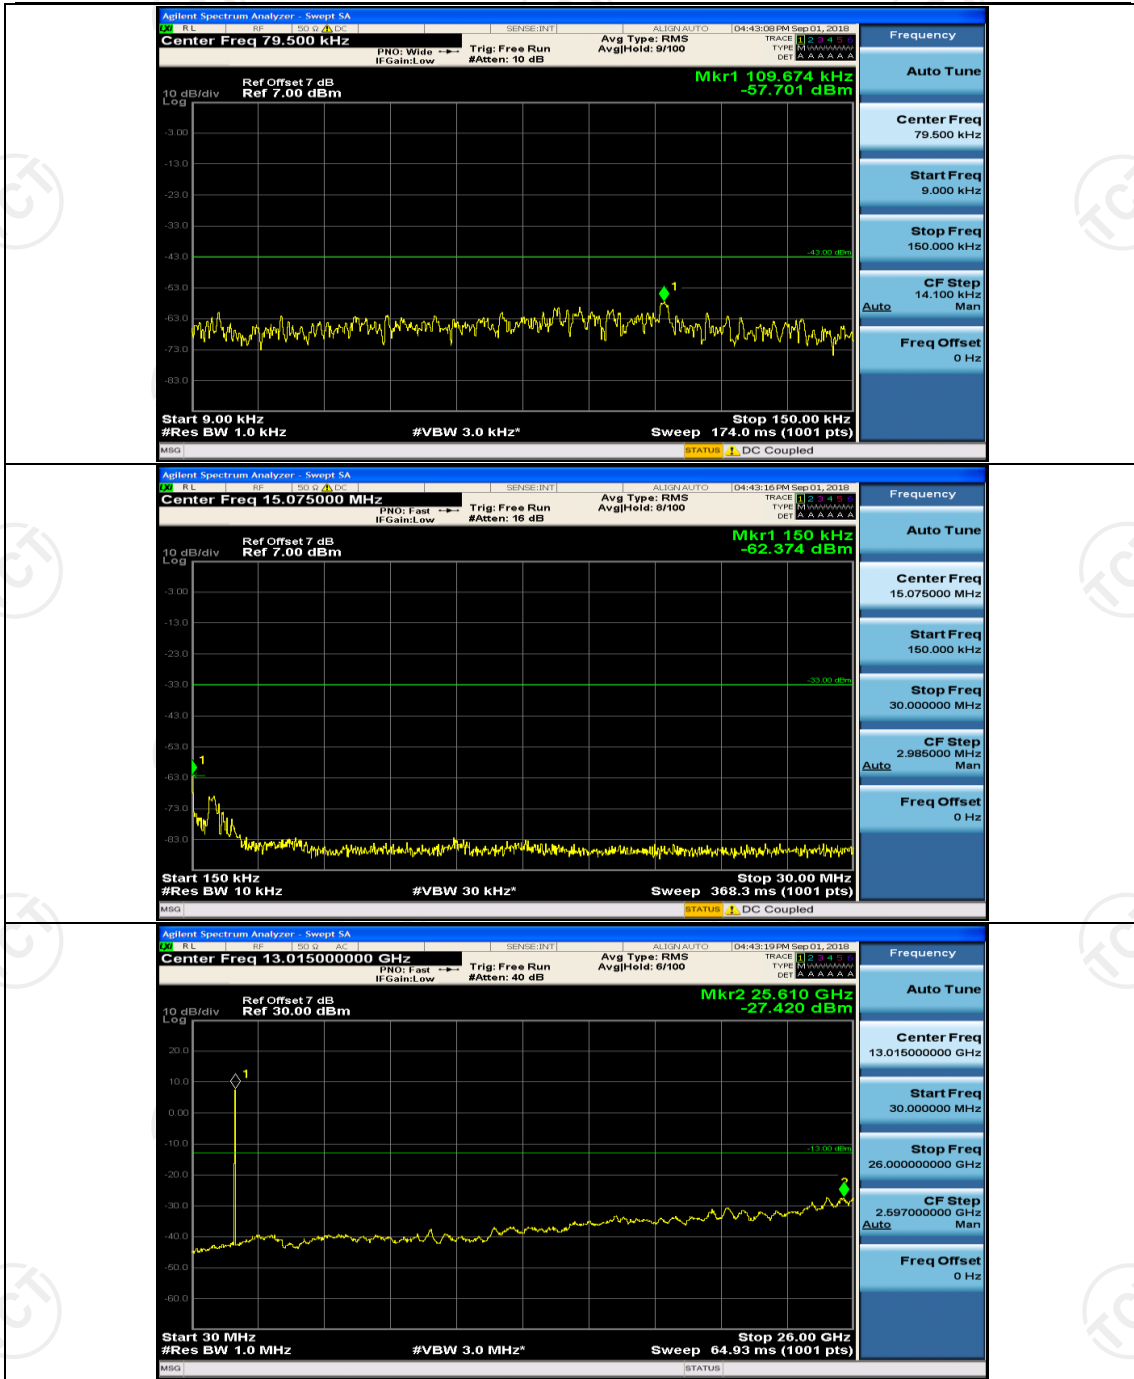 Agilent Spectrum Analyzer - Swept SA
LXI RL RF 50 Ω DC SENSE:INT ALIGN AUTO 04:43:08 PM Sep 01, 2018
Center Freq 79.500 kHz
PNO: Wide
IFGain:Low
Trig: Free Run
#Atten: 10 dB
Avg Type: RMS
Avg|Hold: 9/100
TRACE 1 2 3 4 5 6
TYPE M
DET A A A A A A
Ref Offset 7 dB
10 dB/div Ref 7.00 dBm
Log
Mkr1 109.674 kHz
-57.701 dBm
-3.00
-13.0
-23.0
-33.0
-43.0
-53.0
-63.0
-73.0
-83.0
-43.00 dBm
1
Start 9.00 kHz Stop 150.00 kHz
#Res BW 1.0 kHz #VBW 3.0 kHz* Sweep 174.0 ms (1001 pts)
MSG STATUS DC Coupled
Frequency
Auto Tune
Center Freq
79.500 kHz
Start Freq
9.000 kHz
Stop Freq
150.000 kHz
CF Step
14.100 kHz
Auto Man
Freq Offset
0 Hz
Agilent Spectrum Analyzer - Swept SA
LXI RL RF 50 Ω DC SENSE:INT ALIGN AUTO 04:43:16 PM Sep 01, 2018
Center Freq 15.075000 MHz
PNO: Fast
IFGain:Low
Trig: Free Run
#Atten: 16 dB
Avg Type: RMS
Avg|Hold: 8/100
TRACE 1 2 3 4 5 6
TYPE M
DET A A A A A A
Ref Offset 7 dB
10 dB/div Ref 7.00 dBm
Log
Mkr1 150 kHz
-62.374 dBm
-3.00
-13.0
-23.0
-33.0
-43.0
-53.0
-63.0
-73.0
-83.0
-33.00 dBm
1
Start 150 kHz Stop 30.00 MHz
#Res BW 10 kHz #VBW 30 kHz* Sweep 368.3 ms (1001 pts)
MSG STATUS DC Coupled
Frequency
Auto Tune
Center Freq
15.075000 MHz
Start Freq
150.000 kHz
Stop Freq
30.000000 MHz
CF Step
2.985000 MHz
Auto Man
Freq Offset
0 Hz
Agilent Spectrum Analyzer - Swept SA
LXI RL RF 50 Ω AC SENSE:INT ALIGN AUTO 04:43:19 PM Sep 01, 2018
Center Freq 13.015000000 GHz
PNO: Fast
IFGain:Low
Trig: Free Run
#Atten: 40 dB
Avg Type: RMS
Avg|Hold: 6/100
TRACE 1 2 3 4 5 6
TYPE M
DET A A A A A A
Ref Offset 7 dB
10 dB/div Ref 30.00 dBm
Log
Mkr2 25.610 GHz
-27.420 dBm
20.0
10.0
0.00
-10.0
-20.0
-30.0
-40.0
-50.0
-60.0
-13.00 dBm
1
2
Start 30 MHz Stop 26.00 GHz
#Res BW 1.0 MHz #VBW 3.0 MHz* Sweep 64.93 ms (1001 pts)
MSG STATUS
Frequency
Auto Tune
Center Freq
13.015000000 GHz
Start Freq
30.000000 MHz
Stop Freq
26.000000000 GHz
CF Step
2.597000000 GHz
Auto Man
Freq Offset
0 Hz